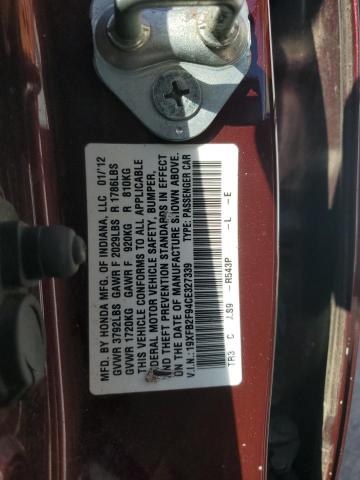 MFD. BY HONDA MFG. OF INDIANA, LLC 01/12
GVWR 3792LBS GAWR F 2029LBS R 1786LBS
GVWR 1720KG GAWR F 920KG R 810KG
THIS VEHICLE CONFORMS TO ALL APPLICABLE
FEDERAL MOTOR VEHICLE SAFETY, BUMPER,
AND THEFT PREVENTION STANDARDS IN EFFECT
ON THE DATE OF MANUFACTURE SHOWN ABOVE.
V.I.N.: 19XFB2F94CE327339 TYPE: PASSENGER CAR
TR3 C -R543P -L -E